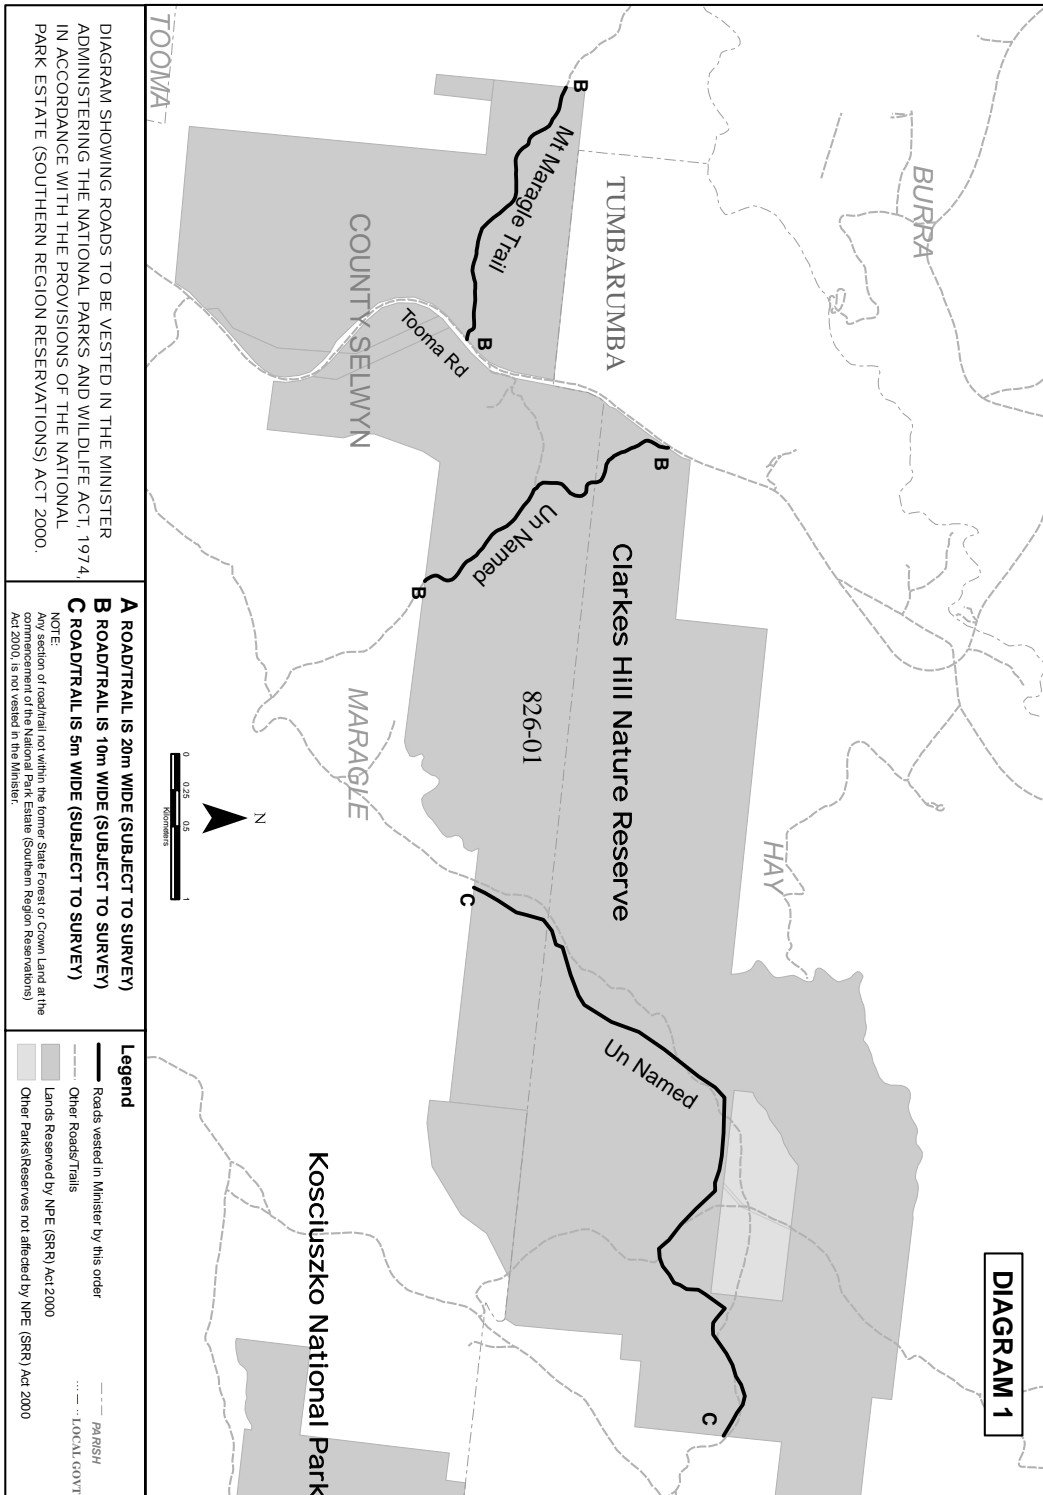 DIAGRAM 1
BURRA
TUMBARUMBA
HAY
TOOMA
B
Mt Maragle Trail
B
Tooma Rd
COUNTY SELWYN
B
Un Named
B
Clarkes Hill Nature Reserve
826-01
MARAGLE
C
Un Named
C
Kosciuszko National Park
N
0 0.25 0.5 1
Kilometers
DIAGRAM SHOWING ROADS TO BE VESTED IN THE MINISTER
ADMINISTERING THE NATIONAL PARKS AND WILDLIFE ACT, 1974,
IN ACCORDANCE WITH THE PROVISIONS OF THE NATIONAL
PARK ESTATE (SOUTHERN REGION RESERVATIONS) ACT 2000.
A ROAD/TRAIL IS 20m WIDE (SUBJECT TO SURVEY)
B ROAD/TRAIL IS 10m WIDE (SUBJECT TO SURVEY)
C ROAD/TRAIL IS 5m WIDE (SUBJECT TO SURVEY)
NOTE:
Any section of road/trail not within the former State Forest or Crown Land at the
commencement of the National Park Estate (Southern Region Reservations)
Act 2000, is not vested in the Minister.
Legend
Roads vested in Minister by this order
Other Roads/Trails
Lands Reserved by NPE (SRR) Act 2000
Other Parks\Reserves not affected by NPE (SRR) Act 2000
PARISH
LOCAL GOVT